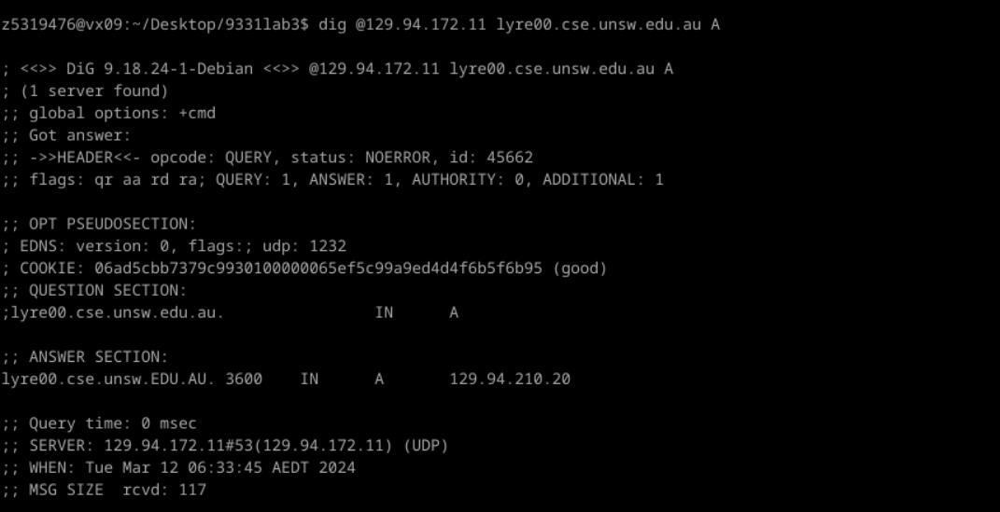 z5319476@vx09:~/Desktop/9331lab3$ dig @129.94.172.11 lyre00.cse.unsw.edu.au A
; <<>> DiG 9.18.24-1-Debian <<>> @129.94.172.11 lyre00.cse.unsw.edu.au A
; (1 server found)
;; global options: +cmd
;; Got answer:
;; ->>HEADER<<- opcode: QUERY, status: NOERROR, id: 45662
;; flags: qr aa rd ra; QUERY: 1, ANSWER: 1, AUTHORITY: 0, ADDITIONAL: 1
;; OPT PSEUDOSECTION:
; EDNS: version: 0, flags:; udp: 1232
; COOKIE: 06ad5cbb7379c9930100000065ef5c99a9ed4d4f6b5f6b95 (good)
;; QUESTION SECTION:
;lyre00.cse.unsw.edu.au. IN A
;; ANSWER SECTION:
lyre00.cse.unsw.EDU.AU. 3600 IN A 129.94.210.20
;; Query time: 0 msec
;; SERVER: 129.94.172.11#53(129.94.172.11) (UDP)
;; WHEN: Tue Mar 12 06:33:45 AEDT 2024
;; MSG SIZE rcvd: 117